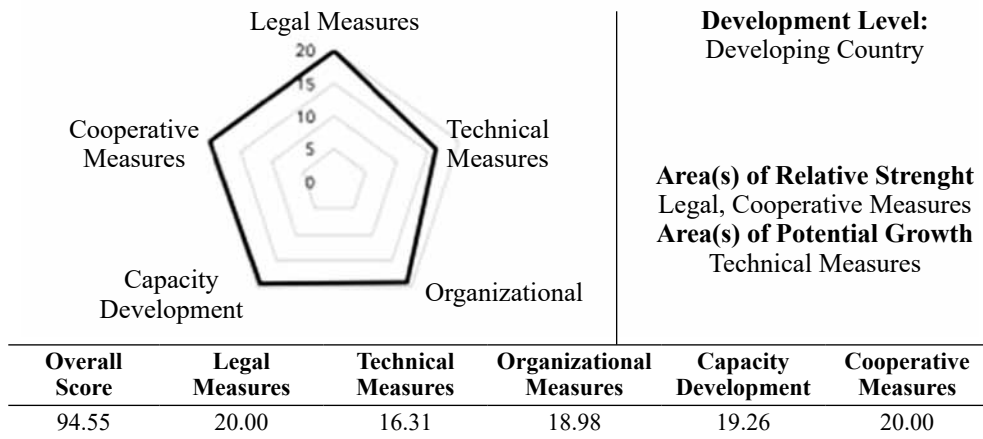 Legal Measures
20
15
10
5
0
Cooperative
Measures
Technical
Measures
Capacity
Development
Organizational
Development Level:
Developing Country
Area(s) of Relative Strenght
Legal, Cooperative Measures
Area(s) of Potential Growth
Technical Measures
Overall Score Legal Measures Technical Measures Organizational Measures Capacity Development Cooperative Measures
94.55 20.00 16.31 18.98 19.26 20.00